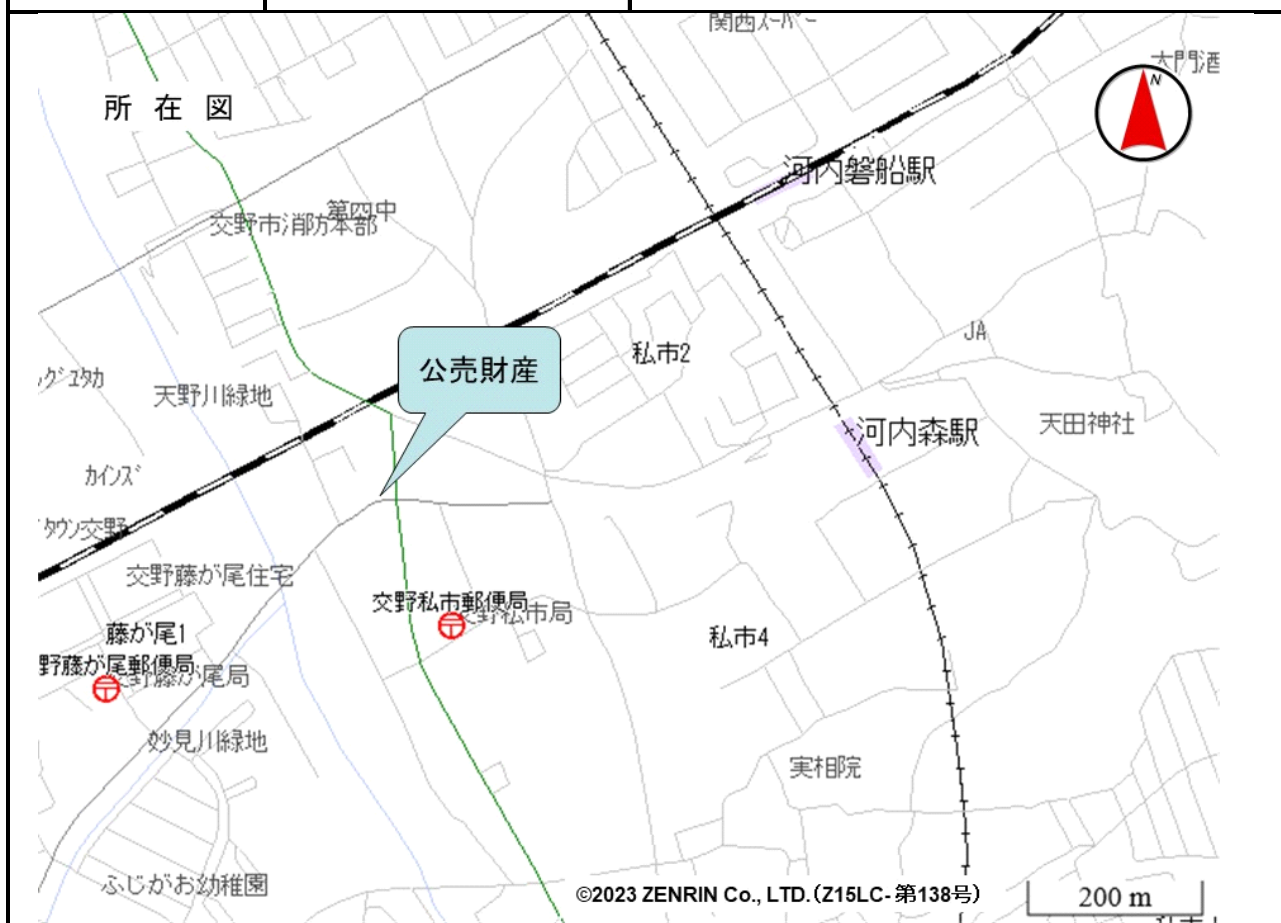 関西スーパー
大門酒
所 在 図
N
河内磐船駅
第四中
交野市消防本部
JA
私市2
公売財産
グユタカ
天野川緑地
河内森駅
天田神社
カインズ
タウン交野
交野藤が尾住宅
交野私市郵便局
交野私市局
藤が尾1
私市4
野藤が尾郵便局
交野藤が尾局
妙見川緑地
実相院
ふじがお幼稚園
©2023 ZENRIN Co., LTD.(Z15LC- 第138号)
200 m